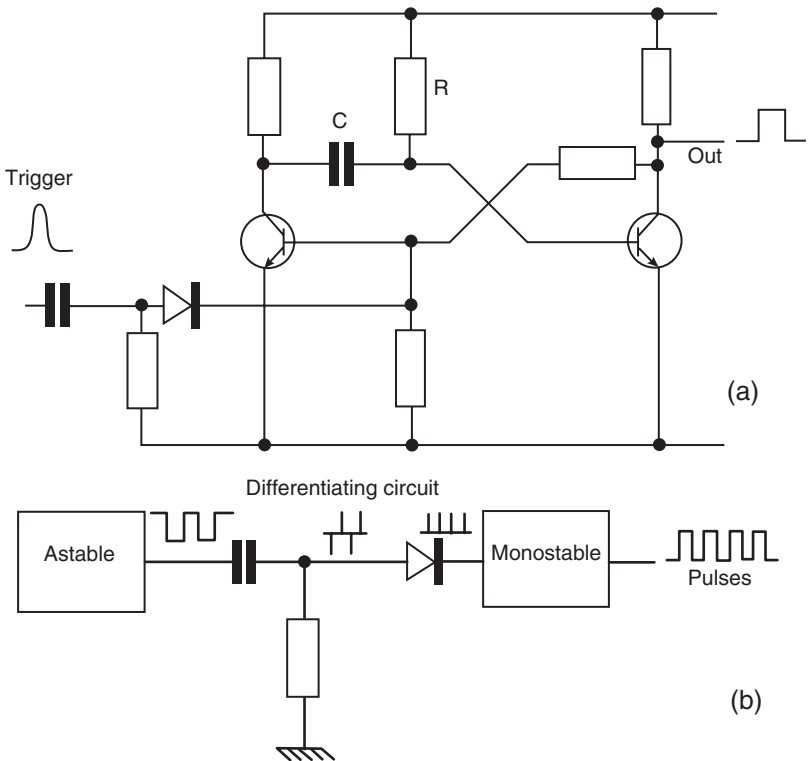 C
R
Out
Trigger
(a)
Differentiating circuit
Astable
Monostable
Pulses
(b)